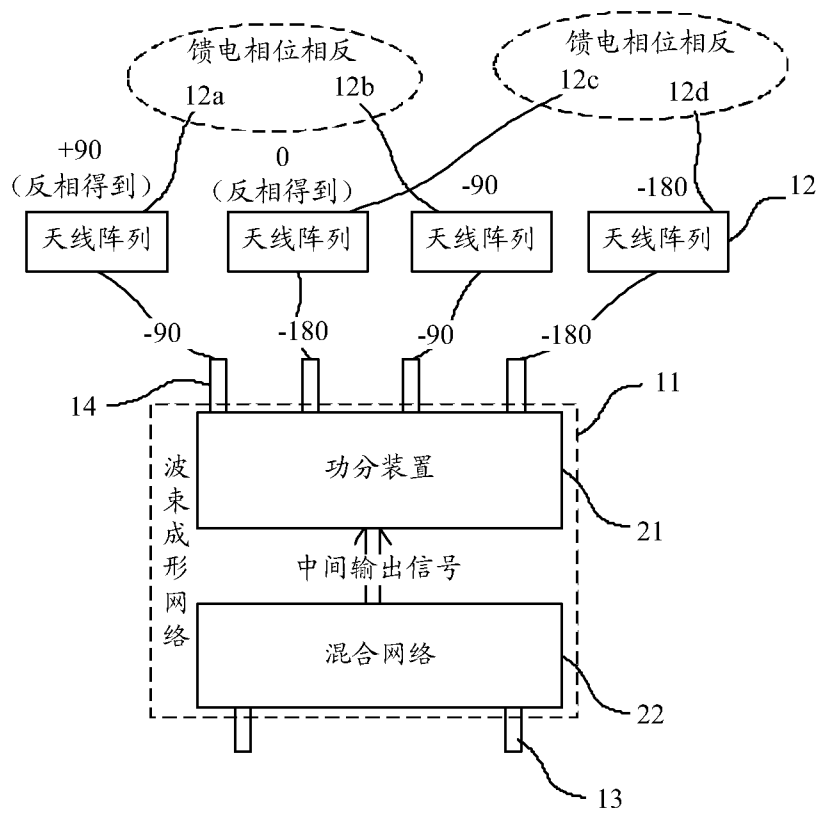 馈电相位相反
馈电相位相反
12a
12b
12c
12d
+90
（反相得到）
0
（反相得到）
-90
-180
12
天线阵列
天线阵列
天线阵列
天线阵列
-90
-180
-90
-180
14
11
功分装置
波束成形网络
21
中间输出信号
混合网络
22
13